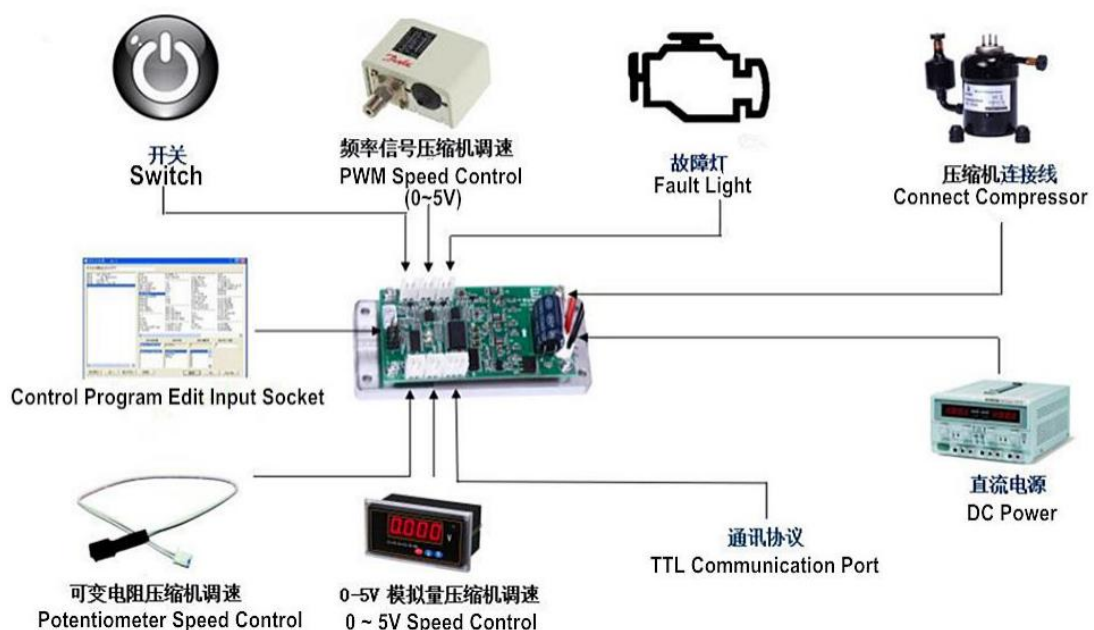 开关
Switch
频率信号压缩机调速
PWM Speed Control
(0~5V)
故障灯
Fault Light
压缩机连接线
Connect Compressor
Danfoss
Control Program Edit Input Socket
0.000
V
直流电源
DC Power
可变电阻压缩机调速
Potentiometer Speed Control
0-5V 模拟量压缩机调速
0 ~ 5V Speed Control
通讯协议
TTL Communication Port